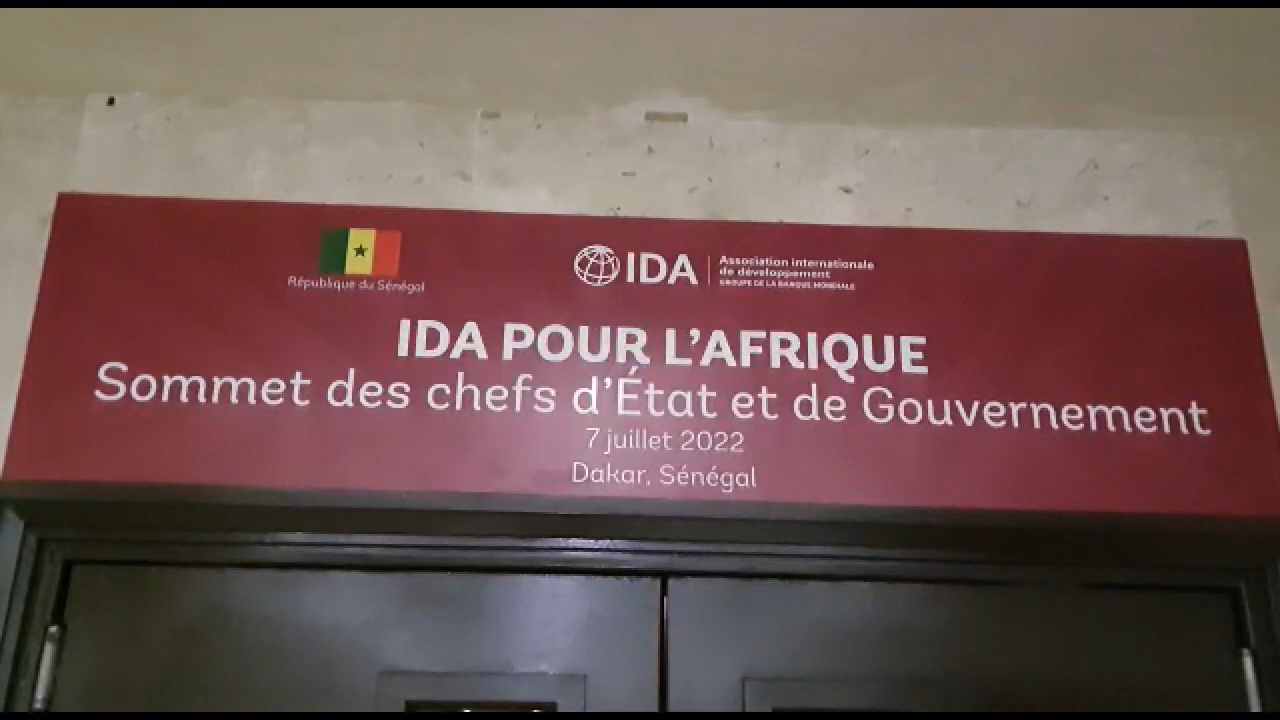 République du Sénégal
IDA
Association internationale
de développement
GROUPE DE LA BANQUE MONDIALE
IDA POUR L'AFRIQUE
Sommet des chefs d'État et de Gouvernement
7 juillet 2022
Dakar, Sénégal